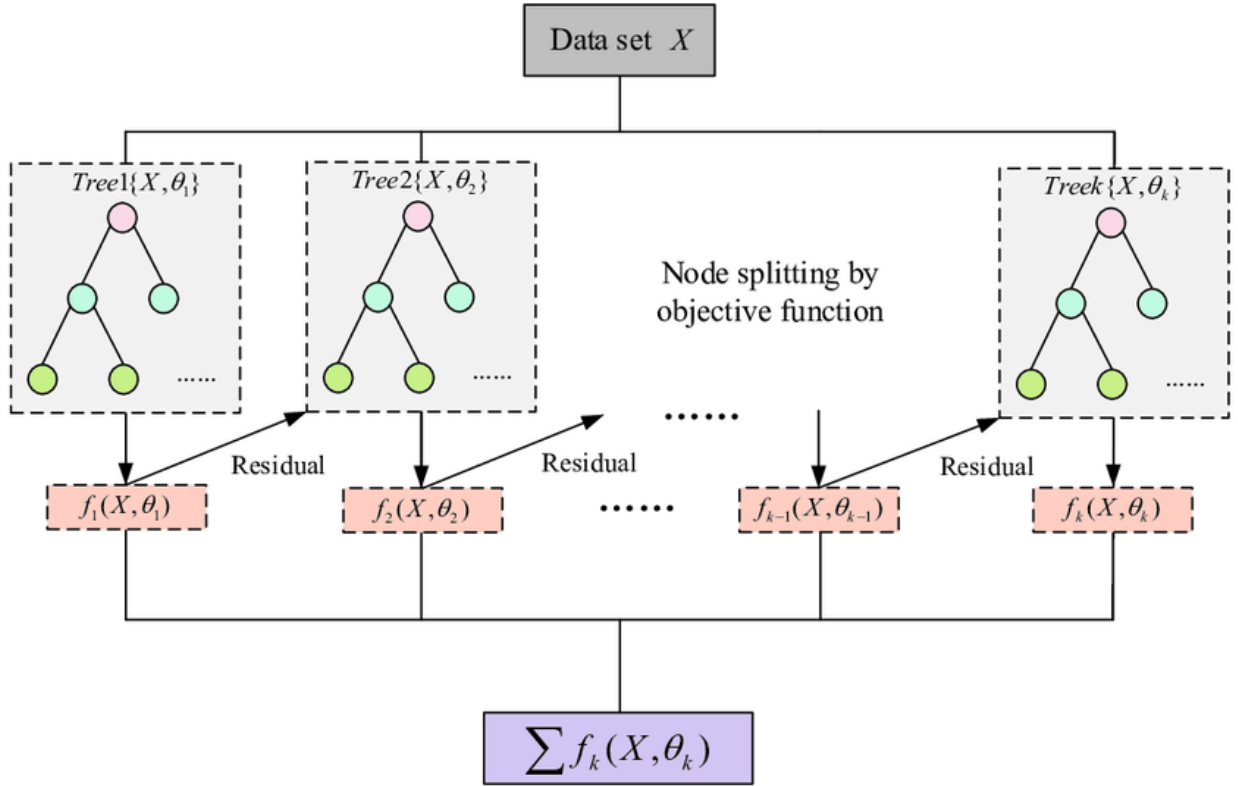 Data set X
Tree1{X,θ₁}
Tree2{X,θ₂}
Treek{X,θₖ}
Node splitting by
objective function
......
......
......
......
Residual
Residual
Residual
f₁(X,θ₁)
f₂(X,θ₂)
......
fₖ₋₁(X,θₖ₋₁)
fₖ(X,θₖ)
∑fₖ(X,θₖ)